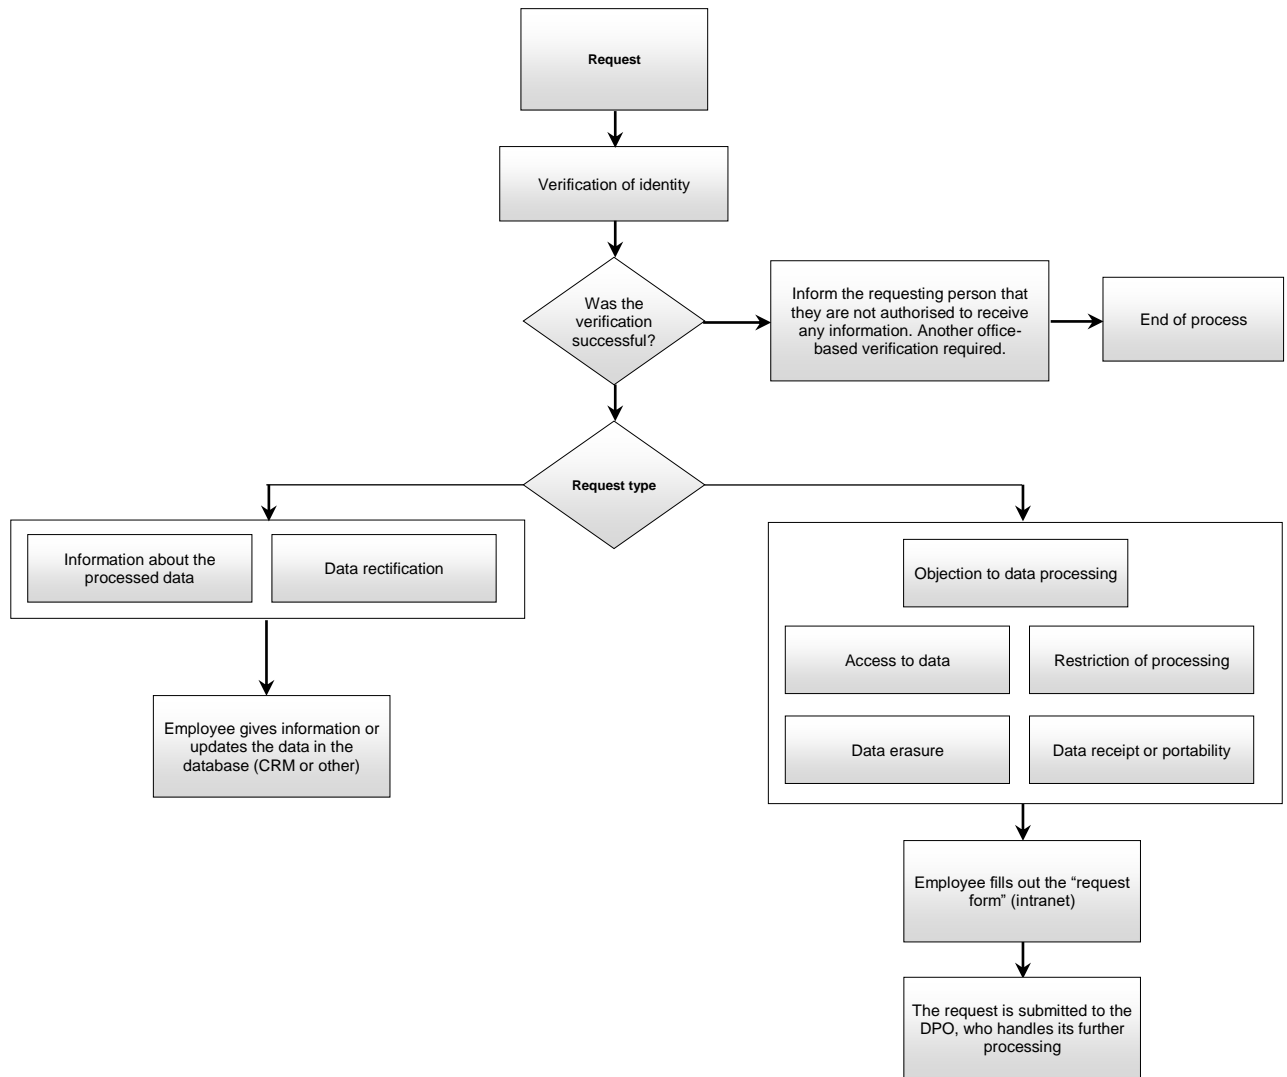 Request
Verification of identity
Was the
verification
successful?
Inform the requesting person that
they are not authorised to receive
any information. Another office-
based verification required.
End of process
Request type
Information about the
processed data
Data rectification
Objection to data processing
Access to data
Restriction of processing
Data erasure
Data receipt or portability
Employee gives information or
updates the data in the
database (CRM or other)
Employee fills out the “request
form” (intranet)
The request is submitted to the
DPO, who handles its further
processing